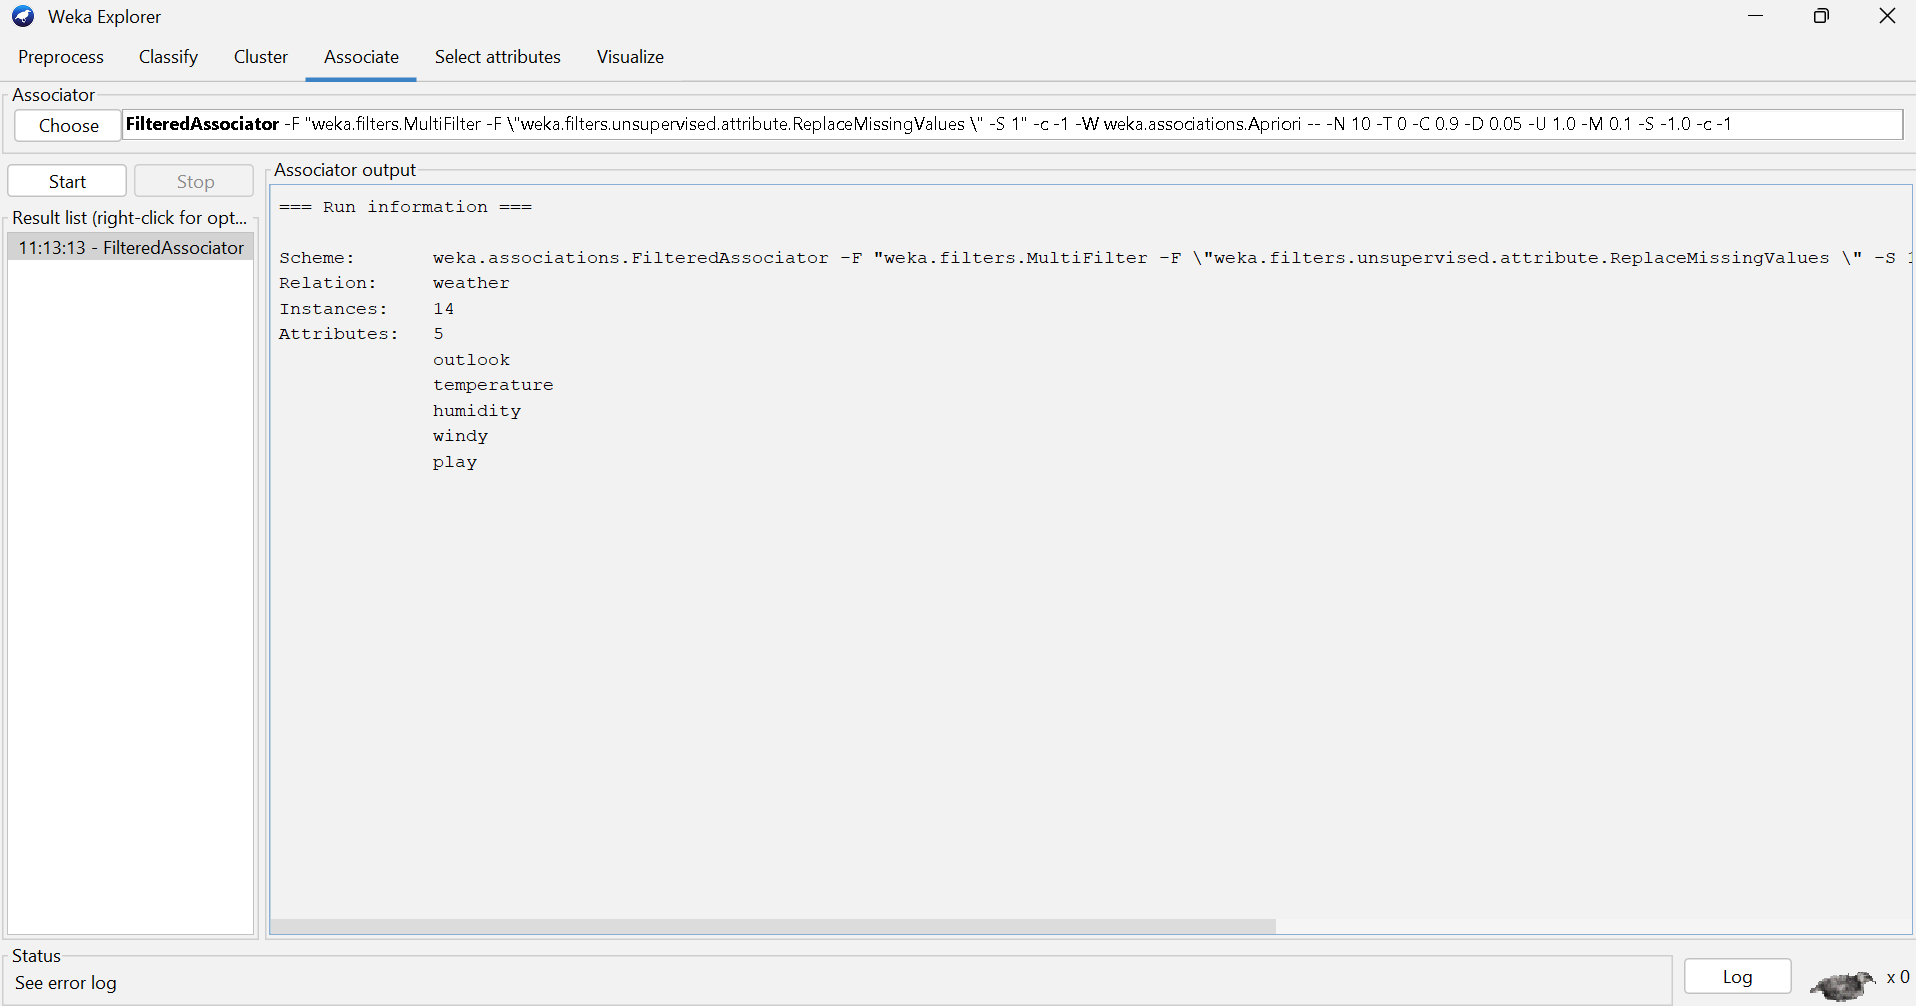 Weka Explorer
Preprocess Classify Cluster Associate Select attributes Visualize
Associator
Choose FilteredAssociator -F "weka.filters.MultiFilter -F \"weka.filters.unsupervised.attribute.ReplaceMissingValues \" -S 1" -c -1 -W weka.associations.Apriori -- -N 10 -T 0 -C 0.9 -D 0.05 -U 1.0 -M 0.1 -S -1.0 -c -1
Start Stop
Result list (right-click for opt...
11:13:13 - FilteredAssociator
Associator output
=== Run information ===
Scheme: weka.associations.FilteredAssociator -F "weka.filters.MultiFilter -F \"weka.filters.unsupervised.attribute.ReplaceMissingValues \" -S
Relation: weather
Instances: 14
Attributes: 5
outlook
temperature
humidity
windy
play
Status
See error log
Log x 0